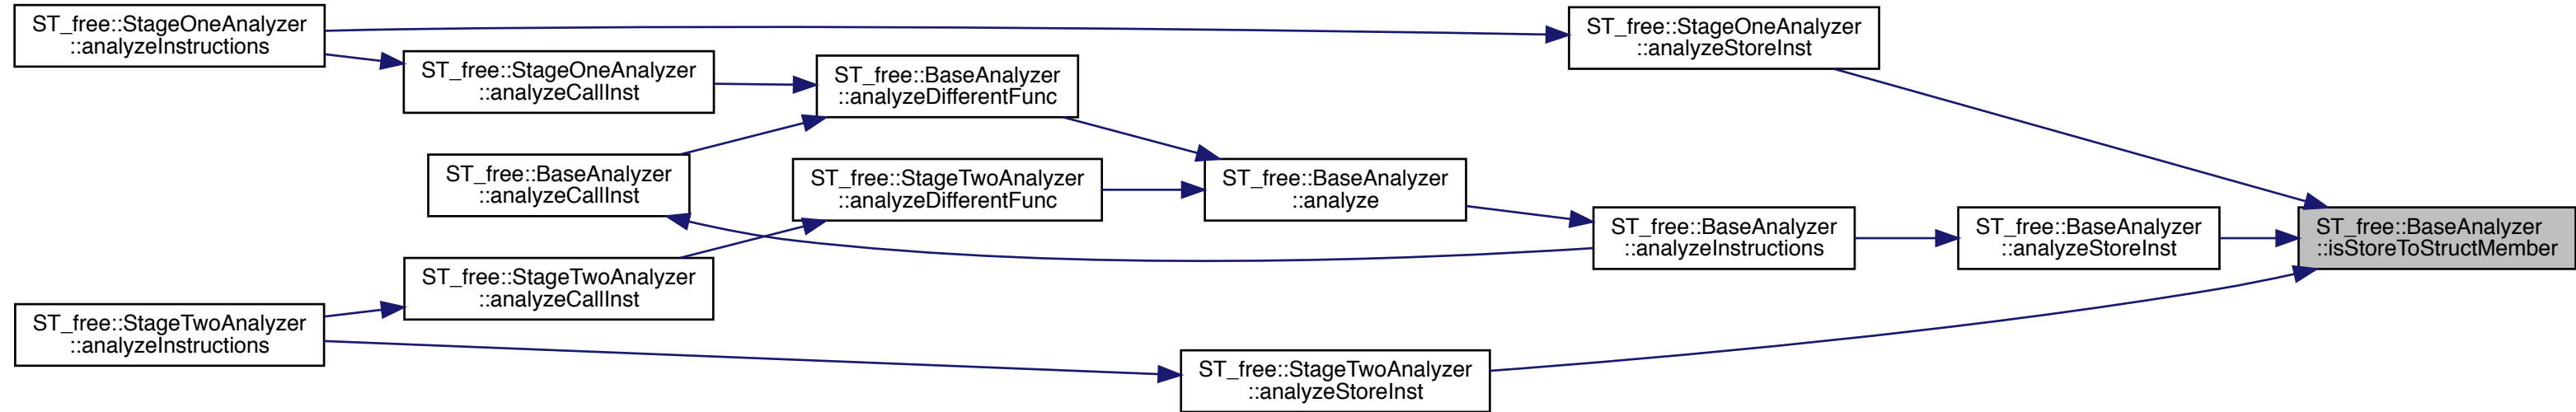 ST_free::StageOneAnalyzer
::analyzeInstructions
ST_free::StageOneAnalyzer
::analyzeStoreInst
ST_free::StageOneAnalyzer
::analyzeCallInst
ST_free::BaseAnalyzer
::analyzeDifferentFunc
ST_free::BaseAnalyzer
::analyzeCallInst
ST_free::StageTwoAnalyzer
::analyzeDifferentFunc
ST_free::BaseAnalyzer
::analyze
ST_free::BaseAnalyzer
::analyzeInstructions
ST_free::BaseAnalyzer
::analyzeStoreInst
ST_free::BaseAnalyzer
::isStoreToStructMember
ST_free::StageTwoAnalyzer
::analyzeCallInst
ST_free::StageTwoAnalyzer
::analyzeInstructions
ST_free::StageTwoAnalyzer
::analyzeStoreInst